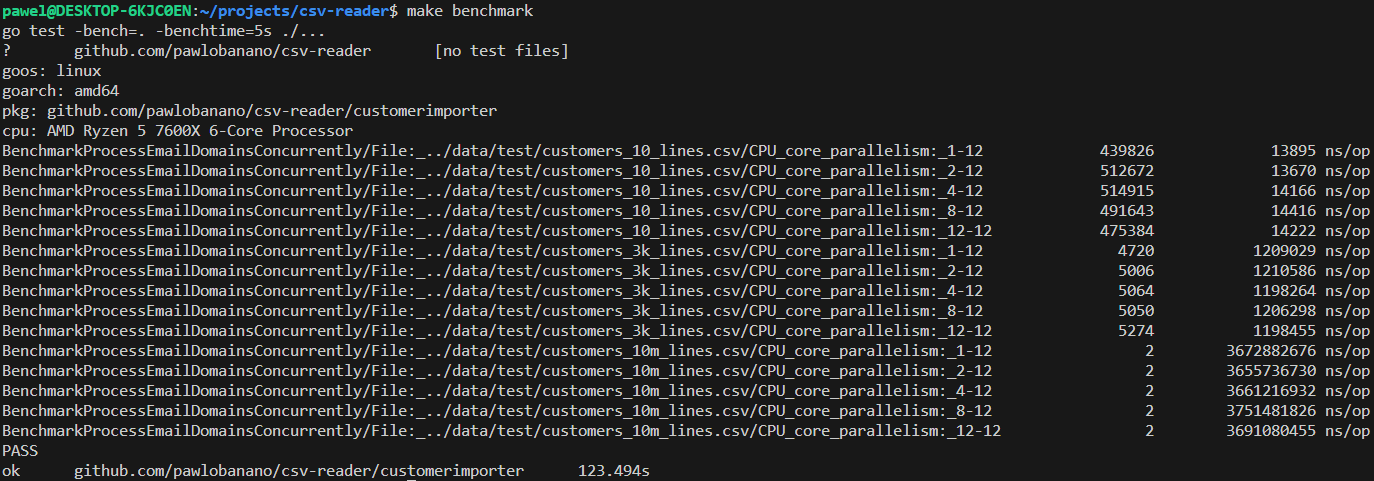 pawel@DESKTOP-6KJC0EN:~/projects/csv-reader$ make benchmark
go test -bench=. -benchtime=5s ./...
?       github.com/pawlobanano/csv-reader       [no test files]
goos: linux
goarch: amd64
pkg: github.com/pawlobanano/csv-reader/customerimporter
cpu: AMD Ryzen 5 7600X 6-Core Processor
BenchmarkProcessEmailDomainsConcurrently/File:_../data/test/customers_10_lines.csv/CPU_core_parallelism:_1-12             439826             13895 ns/op
BenchmarkProcessEmailDomainsConcurrently/File:_../data/test/customers_10_lines.csv/CPU_core_parallelism:_2-12             512672             13670 ns/op
BenchmarkProcessEmailDomainsConcurrently/File:_../data/test/customers_10_lines.csv/CPU_core_parallelism:_4-12             514915             14166 ns/op
BenchmarkProcessEmailDomainsConcurrently/File:_../data/test/customers_10_lines.csv/CPU_core_parallelism:_8-12             491643             14416 ns/op
BenchmarkProcessEmailDomainsConcurrently/File:_../data/test/customers_10_lines.csv/CPU_core_parallelism:_12-12            475384             14222 ns/op
BenchmarkProcessEmailDomainsConcurrently/File:_../data/test/customers_3k_lines.csv/CPU_core_parallelism:_1-12               4720           1209029 ns/op
BenchmarkProcessEmailDomainsConcurrently/File:_../data/test/customers_3k_lines.csv/CPU_core_parallelism:_2-12               5006           1210586 ns/op
BenchmarkProcessEmailDomainsConcurrently/File:_../data/test/customers_3k_lines.csv/CPU_core_parallelism:_4-12               5064           1198264 ns/op
BenchmarkProcessEmailDomainsConcurrently/File:_../data/test/customers_3k_lines.csv/CPU_core_parallelism:_8-12               5050           1206298 ns/op
BenchmarkProcessEmailDomainsConcurrently/File:_../data/test/customers_3k_lines.csv/CPU_core_parallelism:_12-12              5274           1198455 ns/op
BenchmarkProcessEmailDomainsConcurrently/File:_../data/test/customers_10m_lines.csv/CPU_core_parallelism:_1-12                 2        3672882676 ns/op
BenchmarkProcessEmailDomainsConcurrently/File:_../data/test/customers_10m_lines.csv/CPU_core_parallelism:_2-12                 2        3655736730 ns/op
BenchmarkProcessEmailDomainsConcurrently/File:_../data/test/customers_10m_lines.csv/CPU_core_parallelism:_4-12                 2        3661216932 ns/op
BenchmarkProcessEmailDomainsConcurrently/File:_../data/test/customers_10m_lines.csv/CPU_core_parallelism:_8-12                 2        3751481826 ns/op
BenchmarkProcessEmailDomainsConcurrently/File:_../data/test/customers_10m_lines.csv/CPU_core_parallelism:_12-12                2        3691080455 ns/op
PASS
ok      github.com/pawlobanano/csv-reader/customerimporter      123.494s